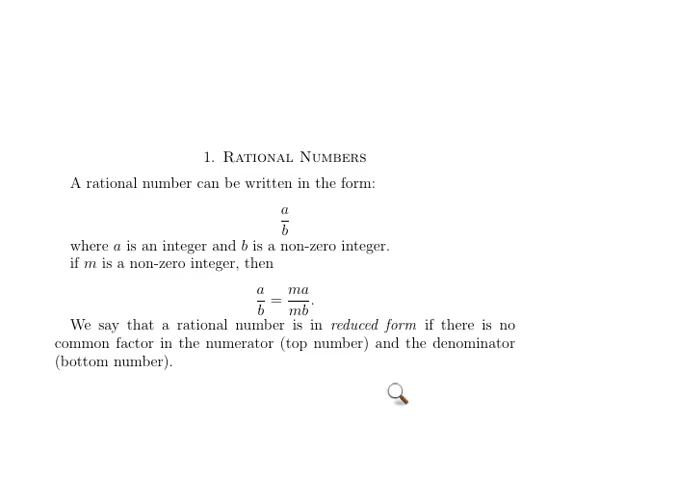 1. Rational Numbers
A rational number can be written in the form:
a
b
where a is an integer and b is a non-zero integer.
if m is a non-zero integer, then
a/b = ma/mb.
We say that a rational number is in reduced form if there is no
common factor in the numerator (top number) and the denominator
(bottom number).